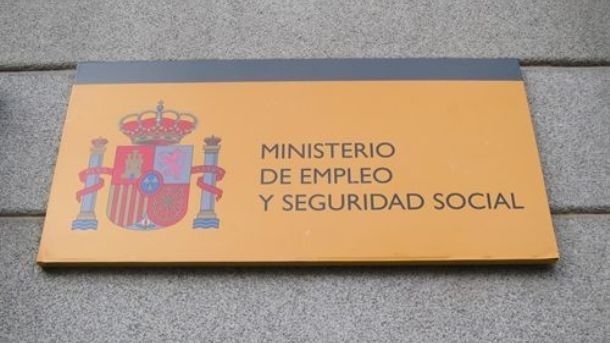 MINISTERIO
DE EMPLEO
Y SEGURIDAD SOCIAL